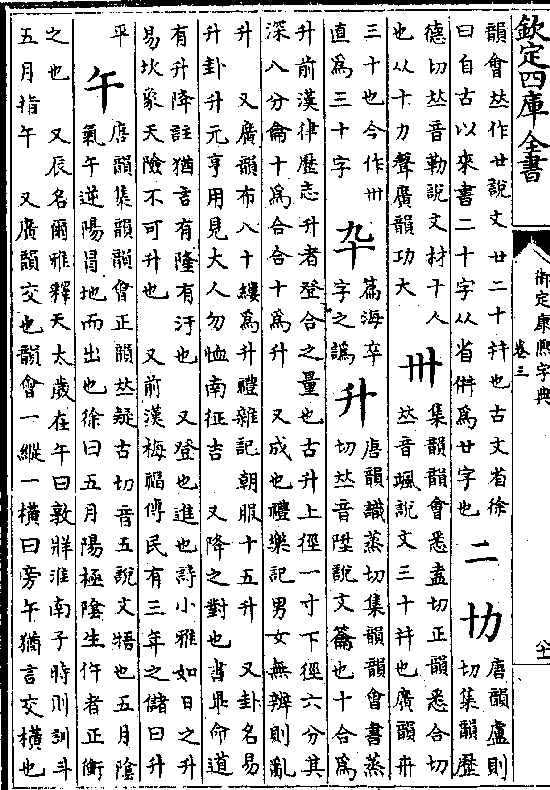 欽定四庫全書
御定康熙字典
卷三
韻會𠀤作廿說文廿二十幷也古文省徐
曰自古以來書二十字从省併爲廿字也
二
唐韻盧則
切集韻歷
德切𠀤音勒說文材十人
也从十力聲廣韻功大
卅
集韻韻會悉盍切正韻悉合切
𠀤音颯說文三十幷也廣韻卅
三十也今作卅
直爲三十字
卆
篇海卒
字之譌
升
唐韻識蒸切集韻韻會書蒸
切𠀤音陞說文籥也十合爲
升前漢律歷志升者登合之量也古升上徑一寸下徑六分其
深八分龠十爲合合十爲升 又成也禮樂記男女無辨則亂
升 又廣韻布八十縷爲升禮雜記朝服十五升 又卦名易
升卦升元亨用見大人勿恤南征吉 又降之對也書畢命道
有升降註猶言有隆有汙也 又登也進也詩小雅如日之升
易坎彖天險不可升也 又前漢梅福傳民有三年之儲曰升
平
午
唐韻集韻韻會正韻𠀤疑古切音五說文啎也五月陰
氣午逆陽冒地而出也徐曰五月陽極陰生仵者正衝
之也 又辰名爾雅釋天太歲在午曰敦牂淮南子時則訓斗
五月指午 又廣韻交也韻會一縱一橫曰旁午猶言交橫也